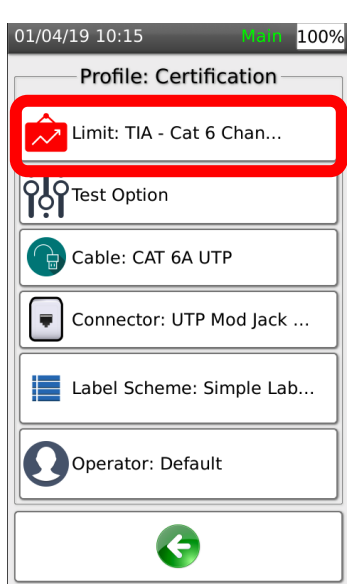 01/04/19 10:15 Main 100%
Profile: Certification
Limit: TIA - Cat 6 Chan...
Test Option
Cable: CAT 6A UTP
Connector: UTP Mod Jack ...
Label Scheme: Simple Lab...
Operator: Default